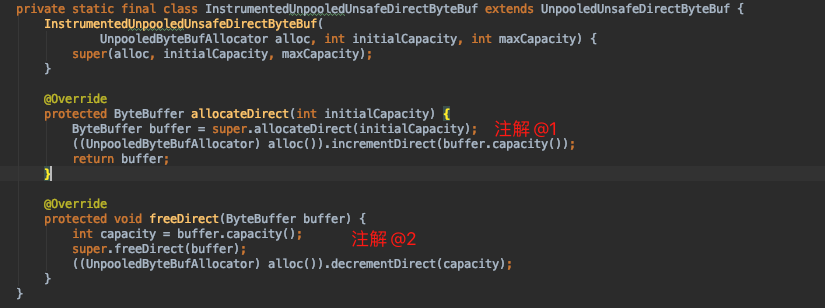 private static final class InstrumentedUnpooledUnsafeDirectByteBuf extends UnpooledUnsafeDirectByteBuf {
InstrumentedUnpooledUnsafeDirectByteBuf(
UnpooledByteBufAllocator alloc, int initialCapacity, int maxCapacity) {
super(alloc, initialCapacity, maxCapacity);
}
@Override
protected ByteBuffer allocateDirect(int initialCapacity) {
ByteBuffer buffer = super.allocateDirect(initialCapacity); 注解@1
((UnpooledByteBufAllocator) alloc()).incrementDirect(buffer.capacity());
return buffer;
}
@Override
protected void freeDirect(ByteBuffer buffer) {
int capacity = buffer.capacity(); 注解@2
super.freeDirect(buffer);
((UnpooledByteBufAllocator) alloc()).decrementDirect(capacity);
}
}